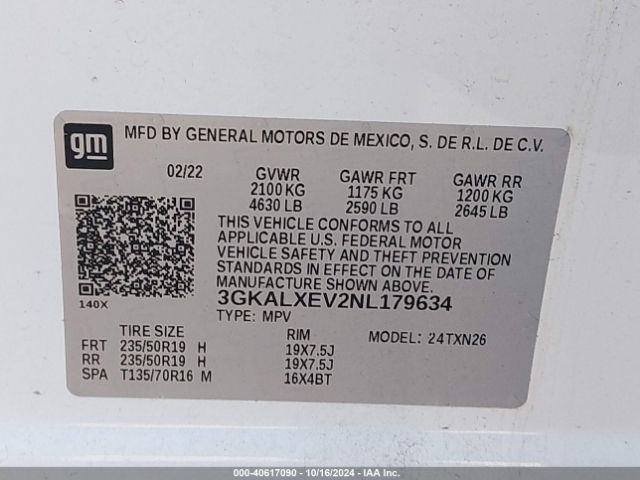 gm
MFD BY GENERAL MOTORS DE MEXICO, S. DE R.L. DE C.V.
02/22 GVWR GAWR FRT GAWR RR
2100 KG 1175 KG 1200 KG
4630 LB 2590 LB 2645 LB
THIS VEHICLE CONFORMS TO ALL
APPLICABLE U.S. FEDERAL MOTOR
VEHICLE SAFETY AND THEFT PREVENTION
STANDARDS IN EFFECT ON THE DATE OF
MANUFACTURE SHOWN ABOVE.
3GKALXEV2NL179634
140X
TYPE: MPV
TIRE SIZE RIM MODEL: 24TXN26
FRT 235/50R19 H 19X7.5J
RR 235/50R19 H 19X7.5J
SPA T135/70R16 M 16X4BT
000-40617090 - 10/16/2024 - IAA Inc.